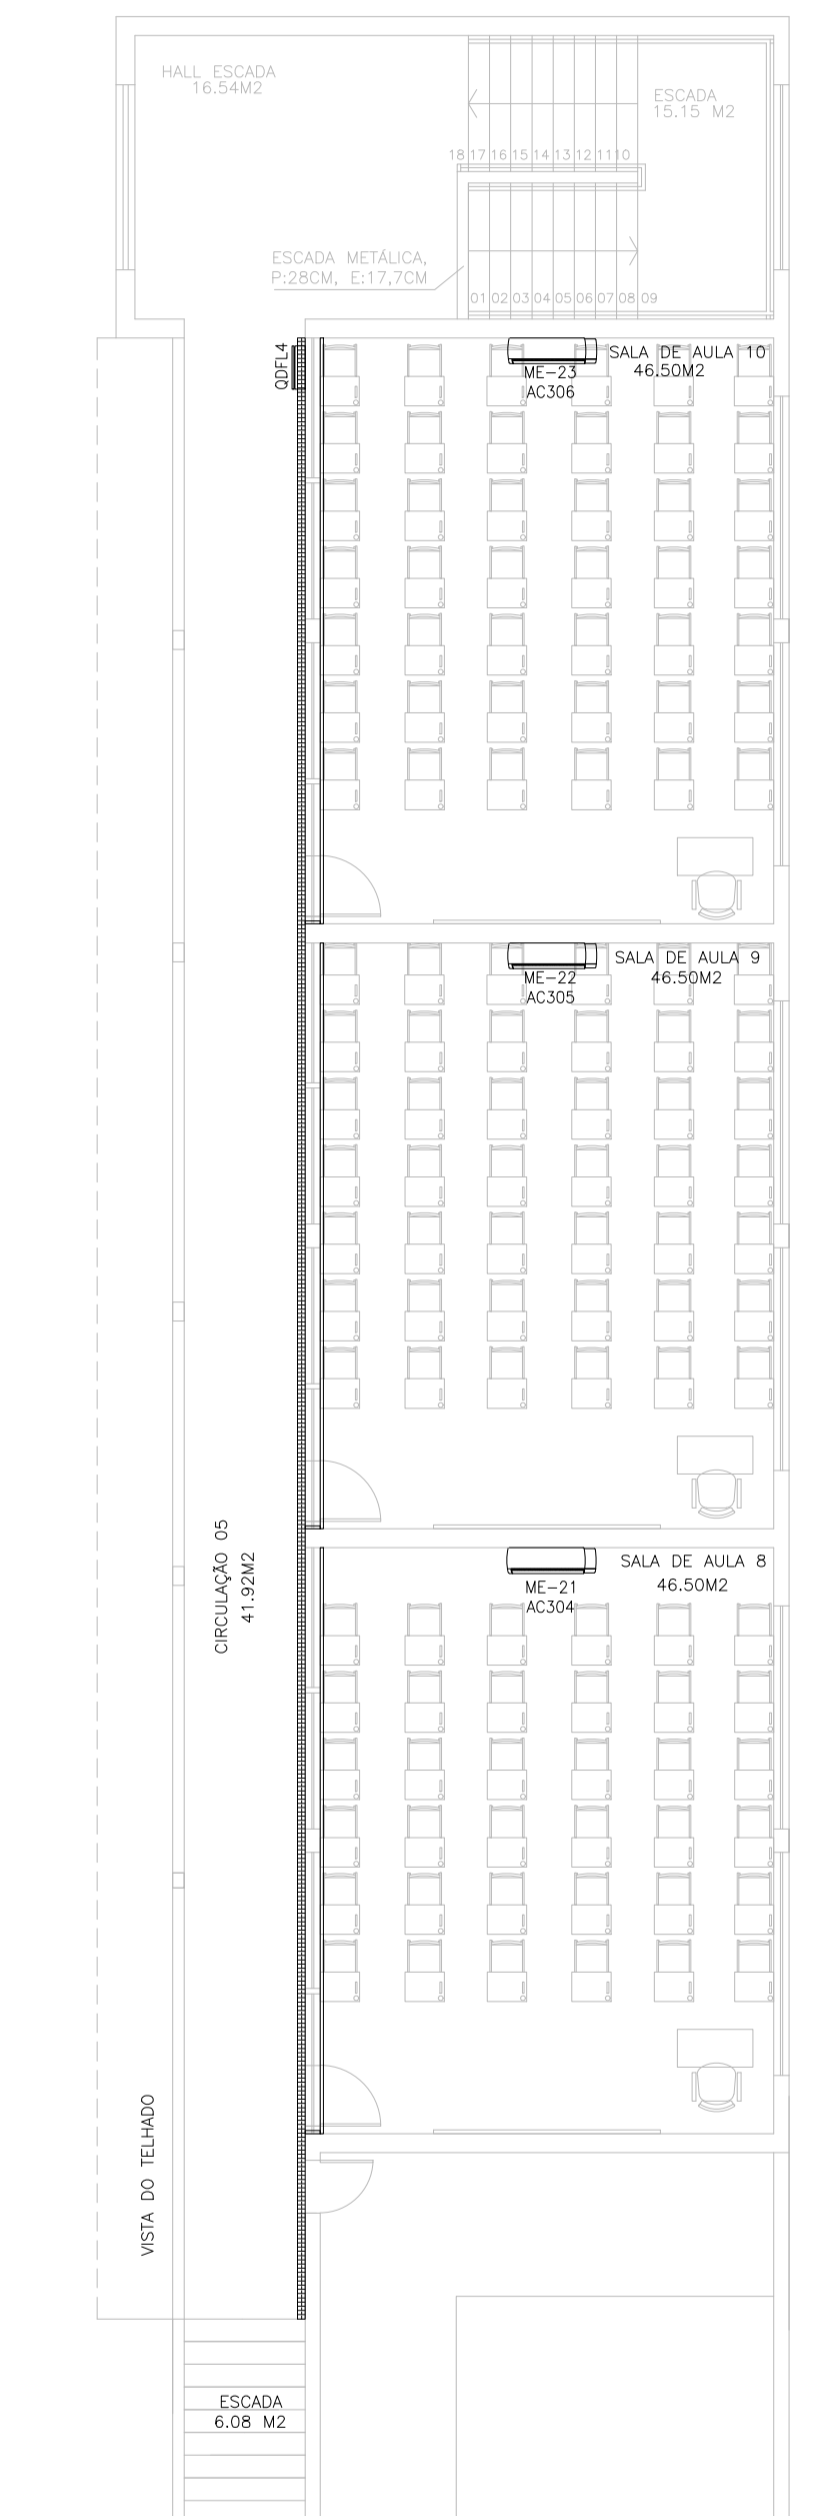 HALL ESCADA
16.54M2
ESCADA
15.15 M2
18 17 16 15 14 13 12 11 10
ESCADA METÁLICA,
P:28CM, E:17,7CM
01 02 03 04 05 06 07 08 09
QDFL4
SALA DE AULA 10
46.50M2
ME-23
AC306
SALA DE AULA 9
46.50M2
ME-22
AC305
SALA DE AULA 8
46.50M2
ME-21
AC304
CIRCULAÇÃO 05
41.92M2
VISTA DO TELHADO
ESCADA
6.08 M2